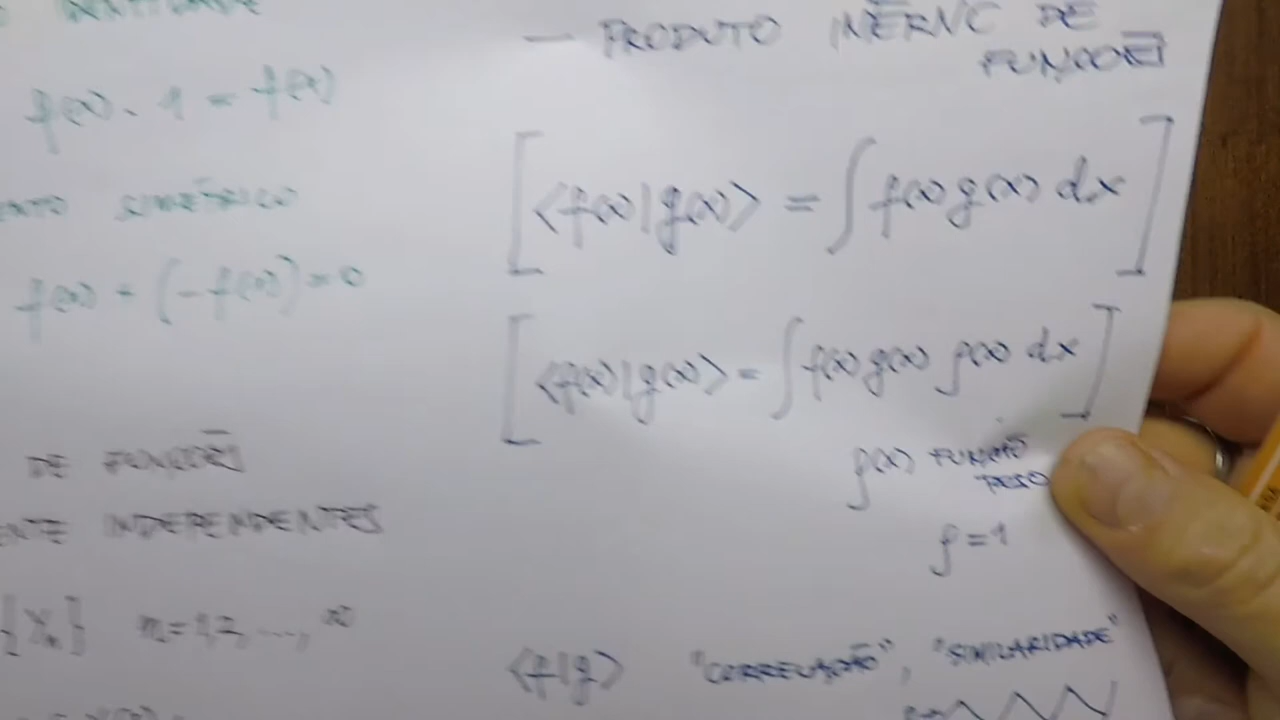 f(x) . 1 = f(x)
SIMÉTRICO
f(x) + (-f(x)) = 0
DE FUNÇÕES
INDEPENDENTES
{X_n} n=1,2,...,∞
— PRODUTO INTERNO DE
FUNÇÕES
[<f(x)|g(x)> = ∫ f(x) g(x) dx]
[<f(x)|g(x)> = ∫ f(x) g(x) ρ(x) dx]
ρ(x) FUNÇÃO
PESO
ρ=1
<f|g> "CORRELAÇÃO", "SIMILARIDADE"